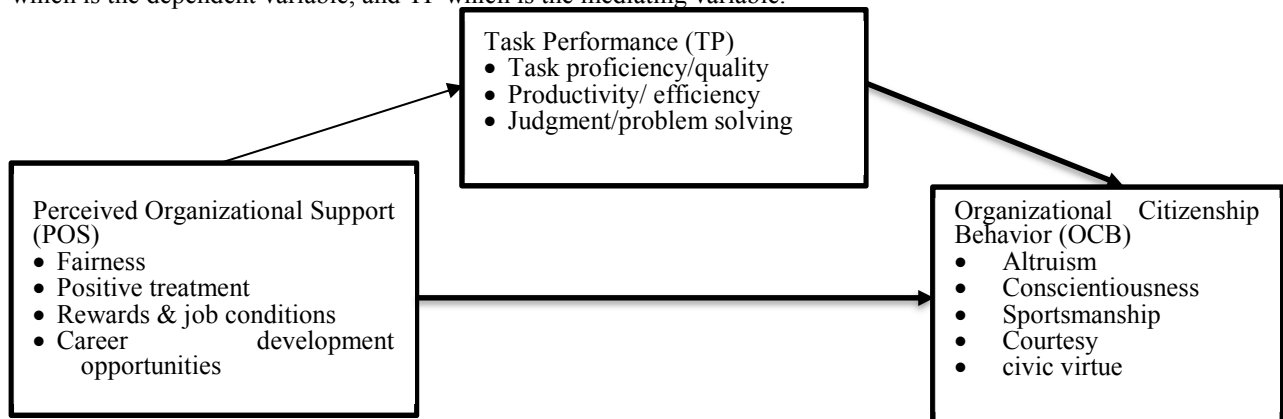 which is the dependent variable, and TP which is the mediating variable.
Task Performance (TP)
• Task proficiency/quality
• Productivity/ efficiency
• Judgment/problem solving
Perceived Organizational Support
(POS)
• Fairness
• Positive treatment
• Rewards & job conditions
• Career development
opportunities
Organizational Citizenship
Behavior (OCB)
• Altruism
• Conscientiousness
• Sportsmanship
• Courtesy
• civic virtue